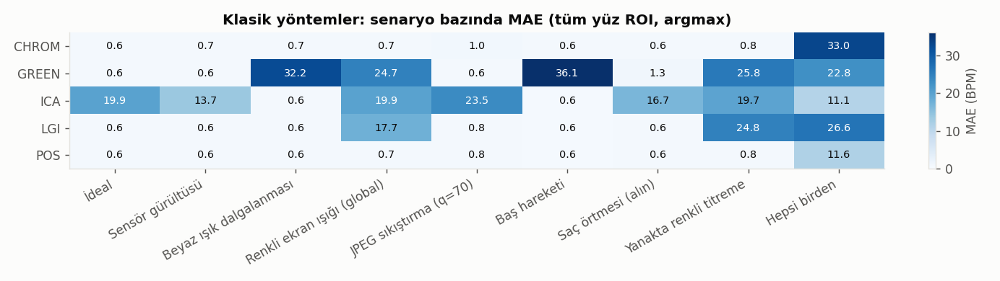 Klasik yöntemler: senaryo bazında MAE (tüm yüz ROI, argmax)
CHROM 0.6 0.7 0.7 0.7 1.0 0.6 0.6 0.8 33.0
GREEN 0.6 0.6 32.2 24.7 0.6 36.1 1.3 25.8 22.8
ICA 19.9 13.7 0.6 19.9 23.5 0.6 16.7 19.7 11.1
LGI 0.6 0.6 0.6 17.7 0.8 0.6 0.6 24.8 26.6
POS 0.6 0.6 0.6 0.7 0.8 0.6 0.6 0.8 11.6
İdeal
Sensör gürültüsü
Beyaz ışık dalgalanması
Renkli ekran ışığı (global)
JPEG sıkıştırma (q=70)
Baş hareketi
Saç örtmesi (alın)
Yanakta renkli titreme
Hepsi birden
30
20
10
0
MAE (BPM)